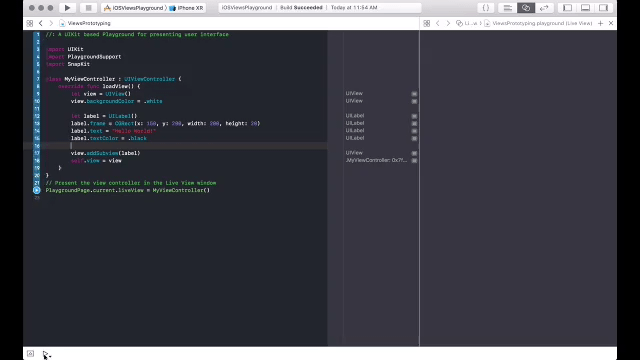 iOSViewsPlayground
iPhone XR
iOSViewsPlayground | Build Succeeded | Today at 11:54 AM
ViewsPrototyping
Li...w
ViewsPrototyping.playground (Live View)
1 //: A UIKit based Playground for presenting user interface
2
3 import UIKit
4 import PlaygroundSupport
5 import SnapKit
6
7 class MyViewController : UIViewController {
8 override func loadView() {
9 let view = UIView()
10 view.backgroundColor = .white
11
12 let label = UILabel()
13 label.frame = CGRect(x: 150, y: 200, width: 200, height: 20)
14 label.text = "Hello World!"
15 label.textColor = .black
16
17 view.addSubview(label)
18 self.view = view
19 }
20 }
21 // Present the view controller in the Live View window
PlaygroundPage.current.liveView = MyViewController()
23
UIView
UIView
UILabel
UILabel
UILabel
UILabel
UIView